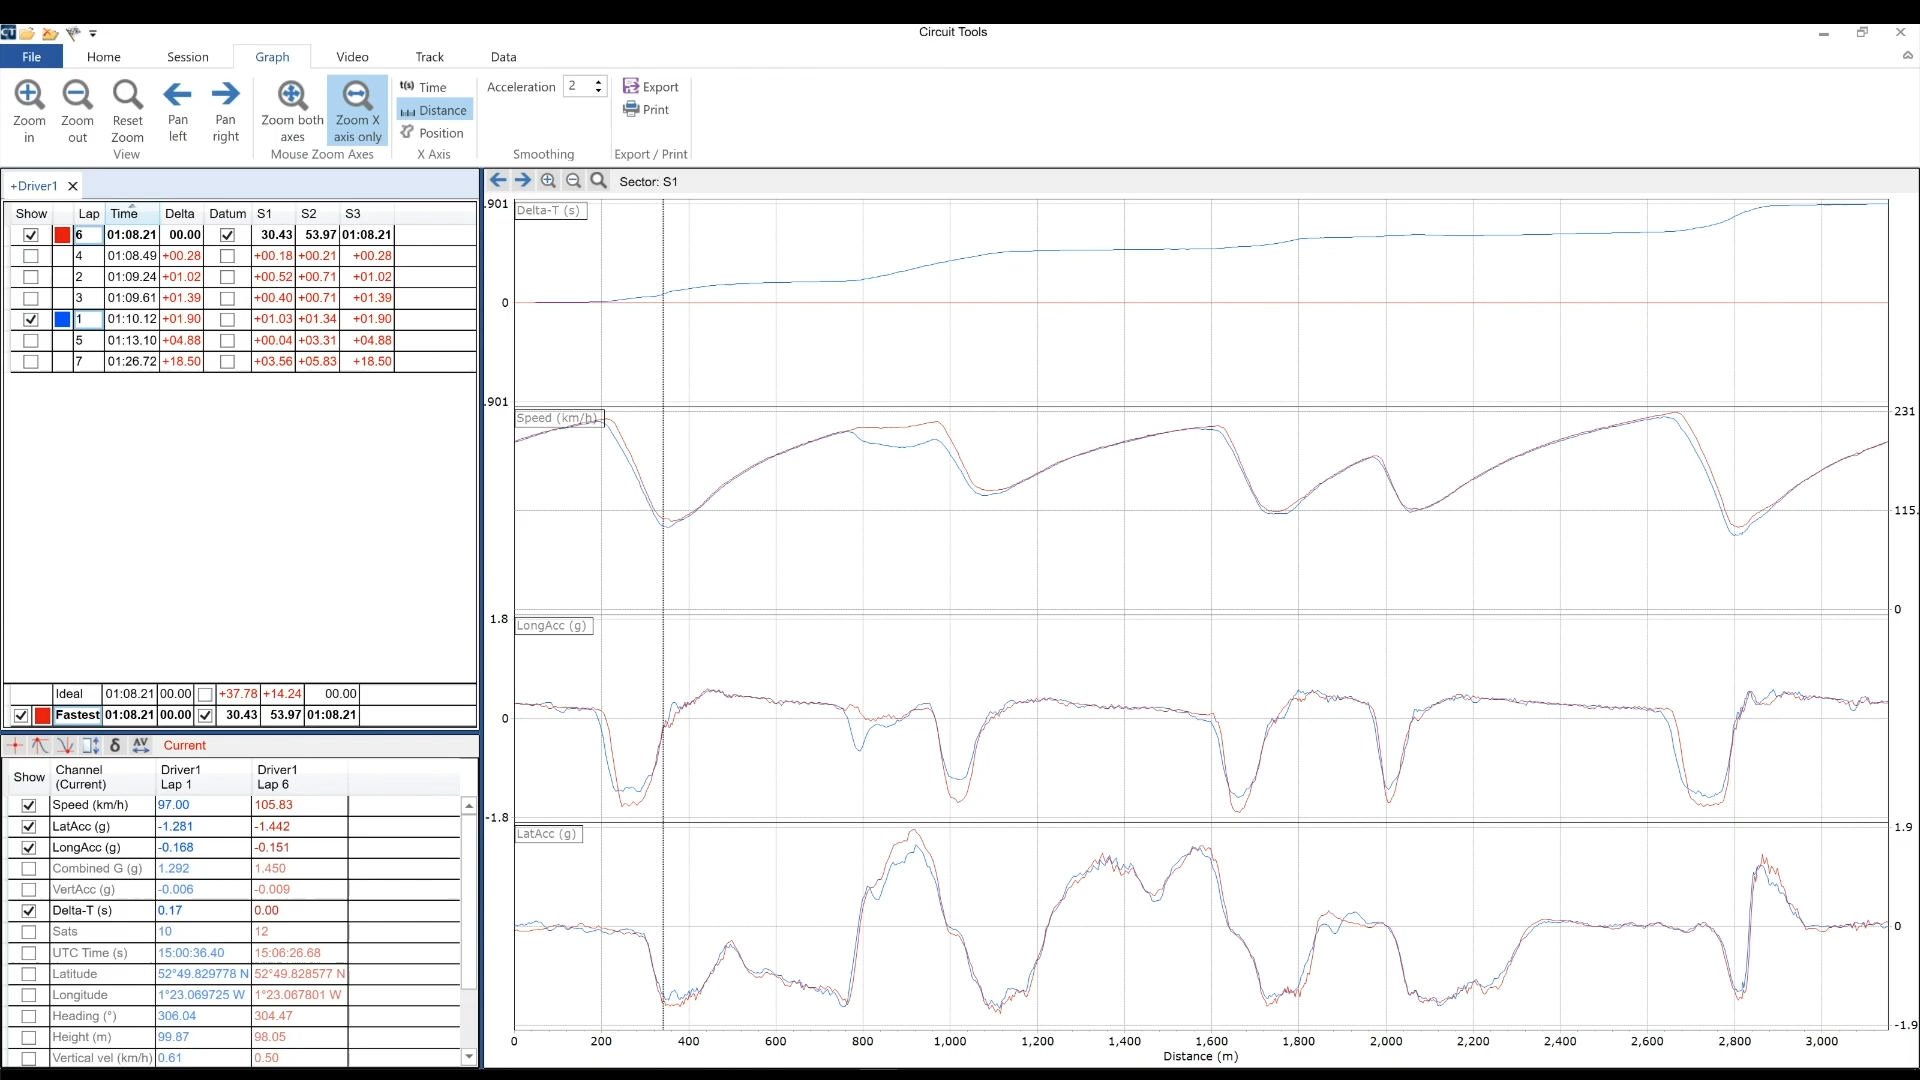 Circuit Tools
File Home Session Graph Video Track Data
Zoom in
Zoom out
Reset Zoom
Pan left
Pan right
View
Zoom both axes
Zoom X axis only
Mouse Zoom Axes
t(s) Time
Distance
Position
X Axis
Acceleration 2
Smoothing
Export
Print
Export / Print
+Driver1
Sector: S1
Show Lap Time Delta Datum S1 S2 S3
6 01:08.21 00.00 30.43 53.97 01:08.21
4 01:08.49 +00.28 +00.18 +00.21 +00.28
2 01:09.24 +01.02 +00.52 +00.71 +01.02
3 01:09.61 +01.39 +00.40 +00.71 +01.39
1 01:10.12 +01.90 +01.03 +01.34 +01.90
5 01:13.10 +04.88 +00.04 +03.31 +04.88
7 01:26.72 +18.50 +03.56 +05.83 +18.50
Ideal 01:08.21 00.00 +37.78 +14.24 00.00
Fastest 01:08.21 00.00 30.43 53.97 01:08.21
δ AV Current
Show Channel (Current) Driver1 Lap 1 Driver1 Lap 6
Speed (km/h) 97.00 105.83
LatAcc (g) -1.281 -1.442
LongAcc (g) -0.168 -0.151
Combined G (g) 1.292 1.450
VertAcc (g) -0.006 -0.009
Delta-T (s) 0.17 0.00
Sats 10 12
UTC Time (s) 15:00:36.40 15:06:26.68
Latitude 52°49.829778 N 52°49.828577 N
Longitude 1°23.069725 W 1°23.067801 W
Heading (°) 306.04 304.47
Height (m) 99.87 98.05
Vertical vel (km/h) 0.61 0.50
.901
Delta-T (s)
0
.901
Speed (km/h)
231
115.
0
1.8
LongAcc (g)
0
-1.8
LatAcc (g)
1.9
0
-1.9
0 200 400 600 800 1,000 1,200 1,400 1,600 1,800 2,000 2,200 2,400 2,600 2,800 3,000
Distance (m)